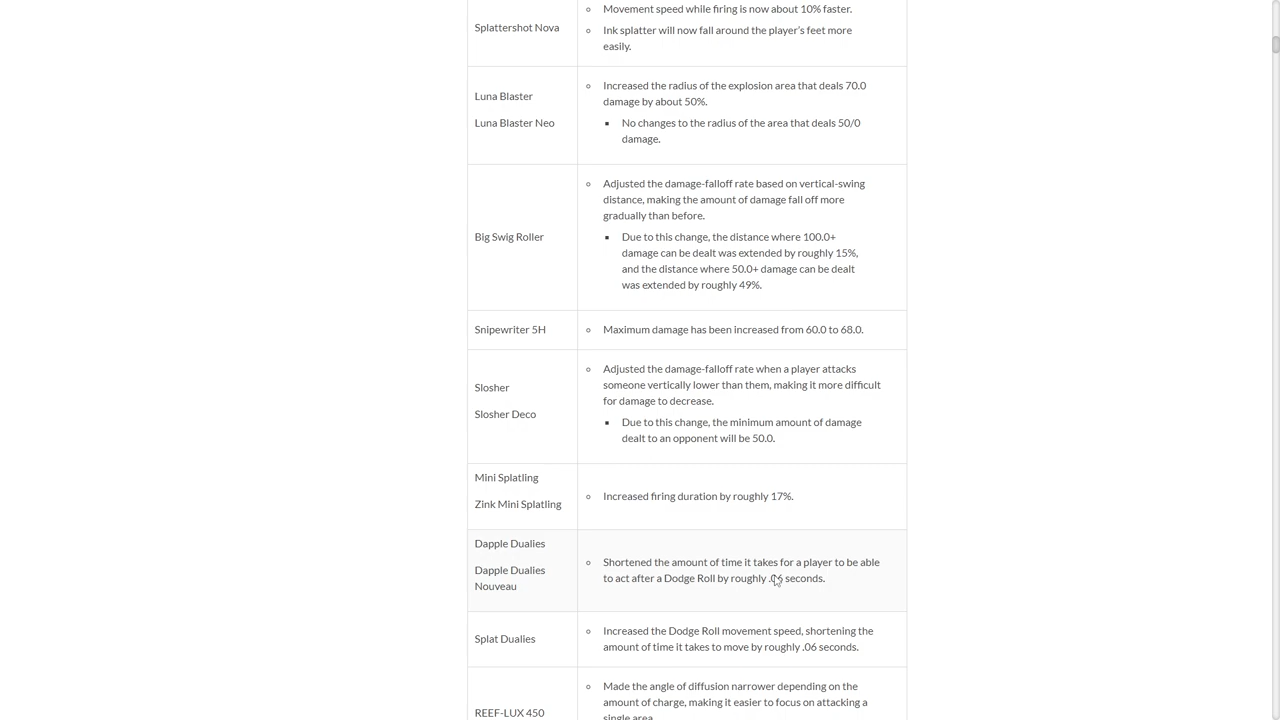 Splattershot Nova
Movement speed while firing is now about 10% faster.
Ink splatter will now fall around the player's feet more
easily.
Luna Blaster
Luna Blaster Neo
Increased the radius of the explosion area that deals 70.0
damage by about 50%.
No changes to the radius of the area that deals 50/0
damage.
Big Swig Roller
Adjusted the damage-falloff rate based on vertical-swing
distance, making the amount of damage fall off more
gradually than before.
Due to this change, the distance where 100.0+
damage can be dealt was extended by roughly 15%,
and the distance where 50.0+ damage can be dealt
was extended by roughly 49%.
Snipewriter 5H
Maximum damage has been increased from 60.0 to 68.0.
Slosher
Slosher Deco
Adjusted the damage-falloff rate when a player attacks
someone vertically lower than them, making it more difficult
for damage to decrease.
Due to this change, the minimum amount of damage
dealt to an opponent will be 50.0.
Mini Splatling
Zink Mini Splatling
Increased firing duration by roughly 17%.
Dapple Dualies
Dapple Dualies
Nouveau
Shortened the amount of time it takes for a player to be able
to act after a Dodge Roll by roughly seconds.
Splat Dualies
Increased the Dodge Roll movement speed, shortening the
amount of time it takes to move by roughly .06 seconds.
REEF-LUX 450
Made the angle of diffusion narrower depending on the
amount of charge, making it easier to focus on attacking a
single area.